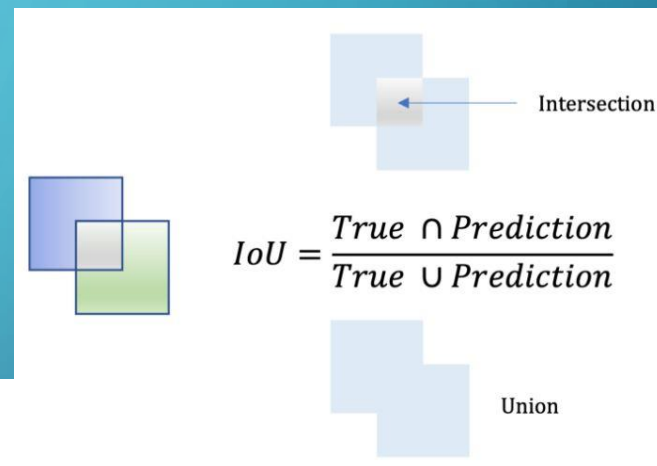 Intersection
IoU = True ∩ Prediction / True ∪ Prediction
Union